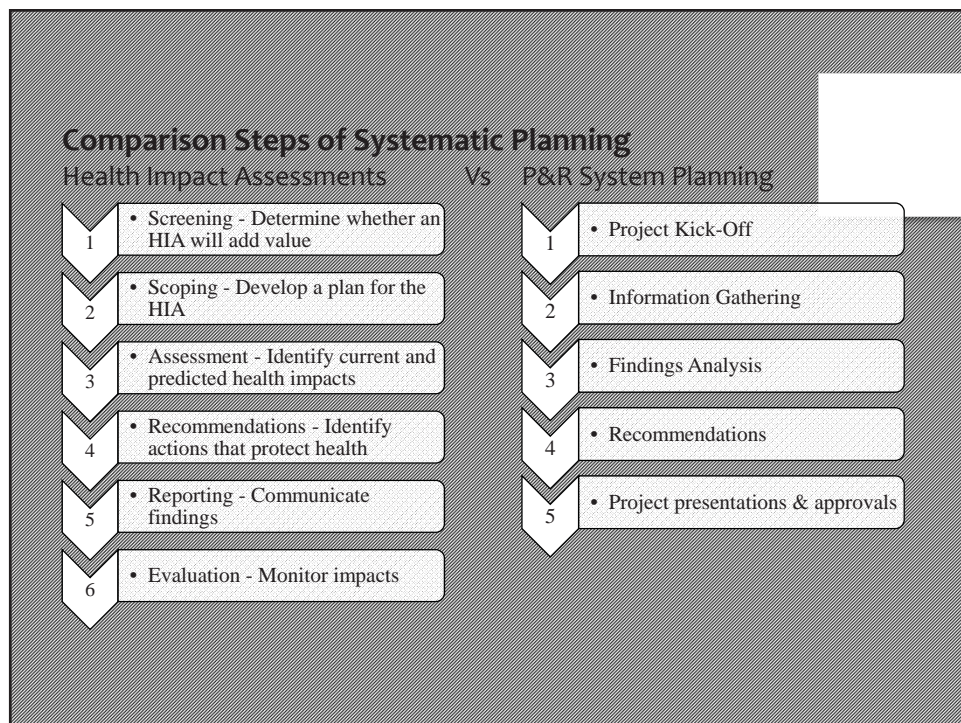 Comparison Steps of Systematic Planning
Health Impact Assessments Vs P&R System Planning
1
• Screening - Determine whether an
HIA will add value
2
• Scoping - Develop a plan for the
HIA
3
• Assessment - Identify current and
predicted health impacts
4
• Recommendations - Identify
actions that protect health
5
• Reporting - Communicate
findings
6
• Evaluation - Monitor impacts
1
• Project Kick-Off
2
• Information Gathering
3
• Findings Analysis
4
• Recommendations
5
• Project presentations & approvals